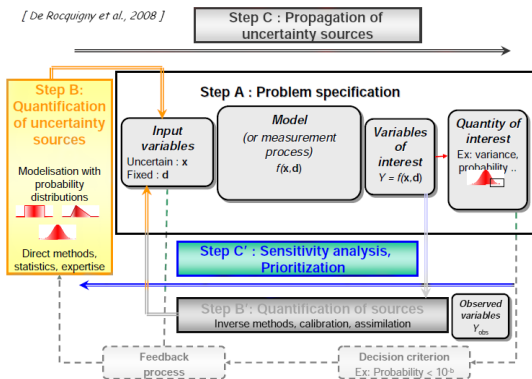 [ De Rocquigny et al., 2008 ]
Step C : Propagation of
uncertainty sources
Step B:
Quantification
of uncertainty
sources
Modelisation with
probability
distributions
Direct methods,
statistics, expertise
Step A : Problem specification
Input
variables
Uncertain : x
Fixed : d
Model
(or measurement
process)
f(x,d)
Variables
of interest
Y = f(x,d)
Quantity of
interest
Ex: variance,
probability ..
Step C' : Sensitivity analysis,
Prioritization
Step B': Quantification of sources
Inverse methods, calibration, assimilation
Observed
variables
Yobs
Feedback
process
Decision criterion
Ex: Probability < 10-b